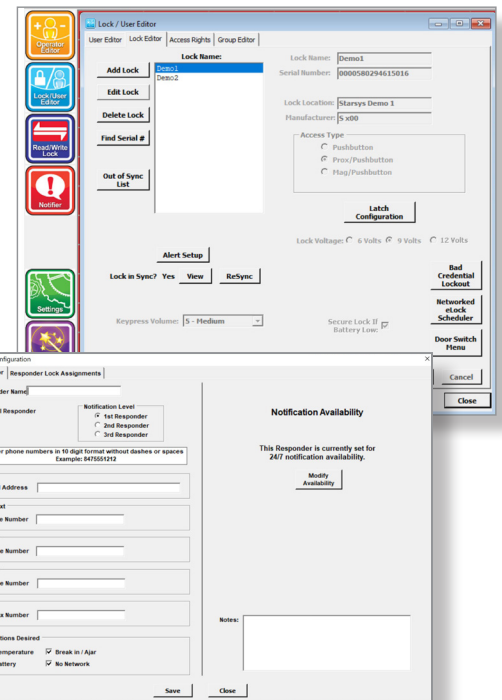 Operator
Editor
Lock/User
Editor
Read/Write
Lock
Notifier
Settings
Lock / User Editor
User Editor Lock Editor Access Rights Group Editor
Lock Name:
Add Lock
Edit Lock
Delete Lock
Find Serial #
Out of Sync
List
Demo1
Demo2
Lock Name: Demo1
Serial Number: 0000580294615016
Lock Location: Starsys Demo 1
Manufacturer: S x00
Access Type
Pushbutton
Prox/Pushbutton
Mag/Pushbutton
Latch
Configuration
Lock Voltage: 6 Volts 9 Volts 12 Volts
Alert Setup
Lock in Sync? Yes View ReSync
Keypress Volume: 5 - Medium
Secure Lock If
Battery Low:
Bad
Credential
Lockout
Networked
eLock
Scheduler
Door Switch
Menu
Cancel
Close
nfiguration
Responder Lock Assignments
der Name
l Responder
Notification Level
1st Responder
2nd Responder
3rd Responder
r phone numbers in 10 digit format without dashes or spaces
Example: 8475551212
Address
xt
e Number
e Number
e Number
x Number
tions Desired
emperature Break in / Ajar
attery No Network
Notification Availability
This Responder is currently set for
24/7 notification availability.
Modify
Availability
Notes:
Save Close